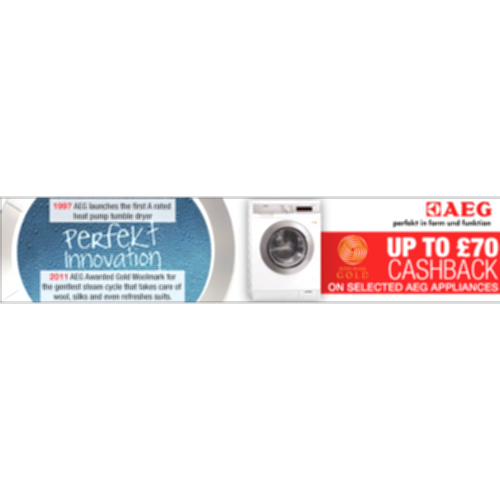 1997 AEG launches the first A rated
heat pump tumble dryer
perfekt
innovation
2011 AEG Awarded Gold Woolmark for
the gentlest steam cycle that takes care of
wool, silks and even refreshes suits.
AEG
perfekt in form und funktion
UP TO £70
CASHBACK
GOLD
ON SELECTED AEG APPLIANCES